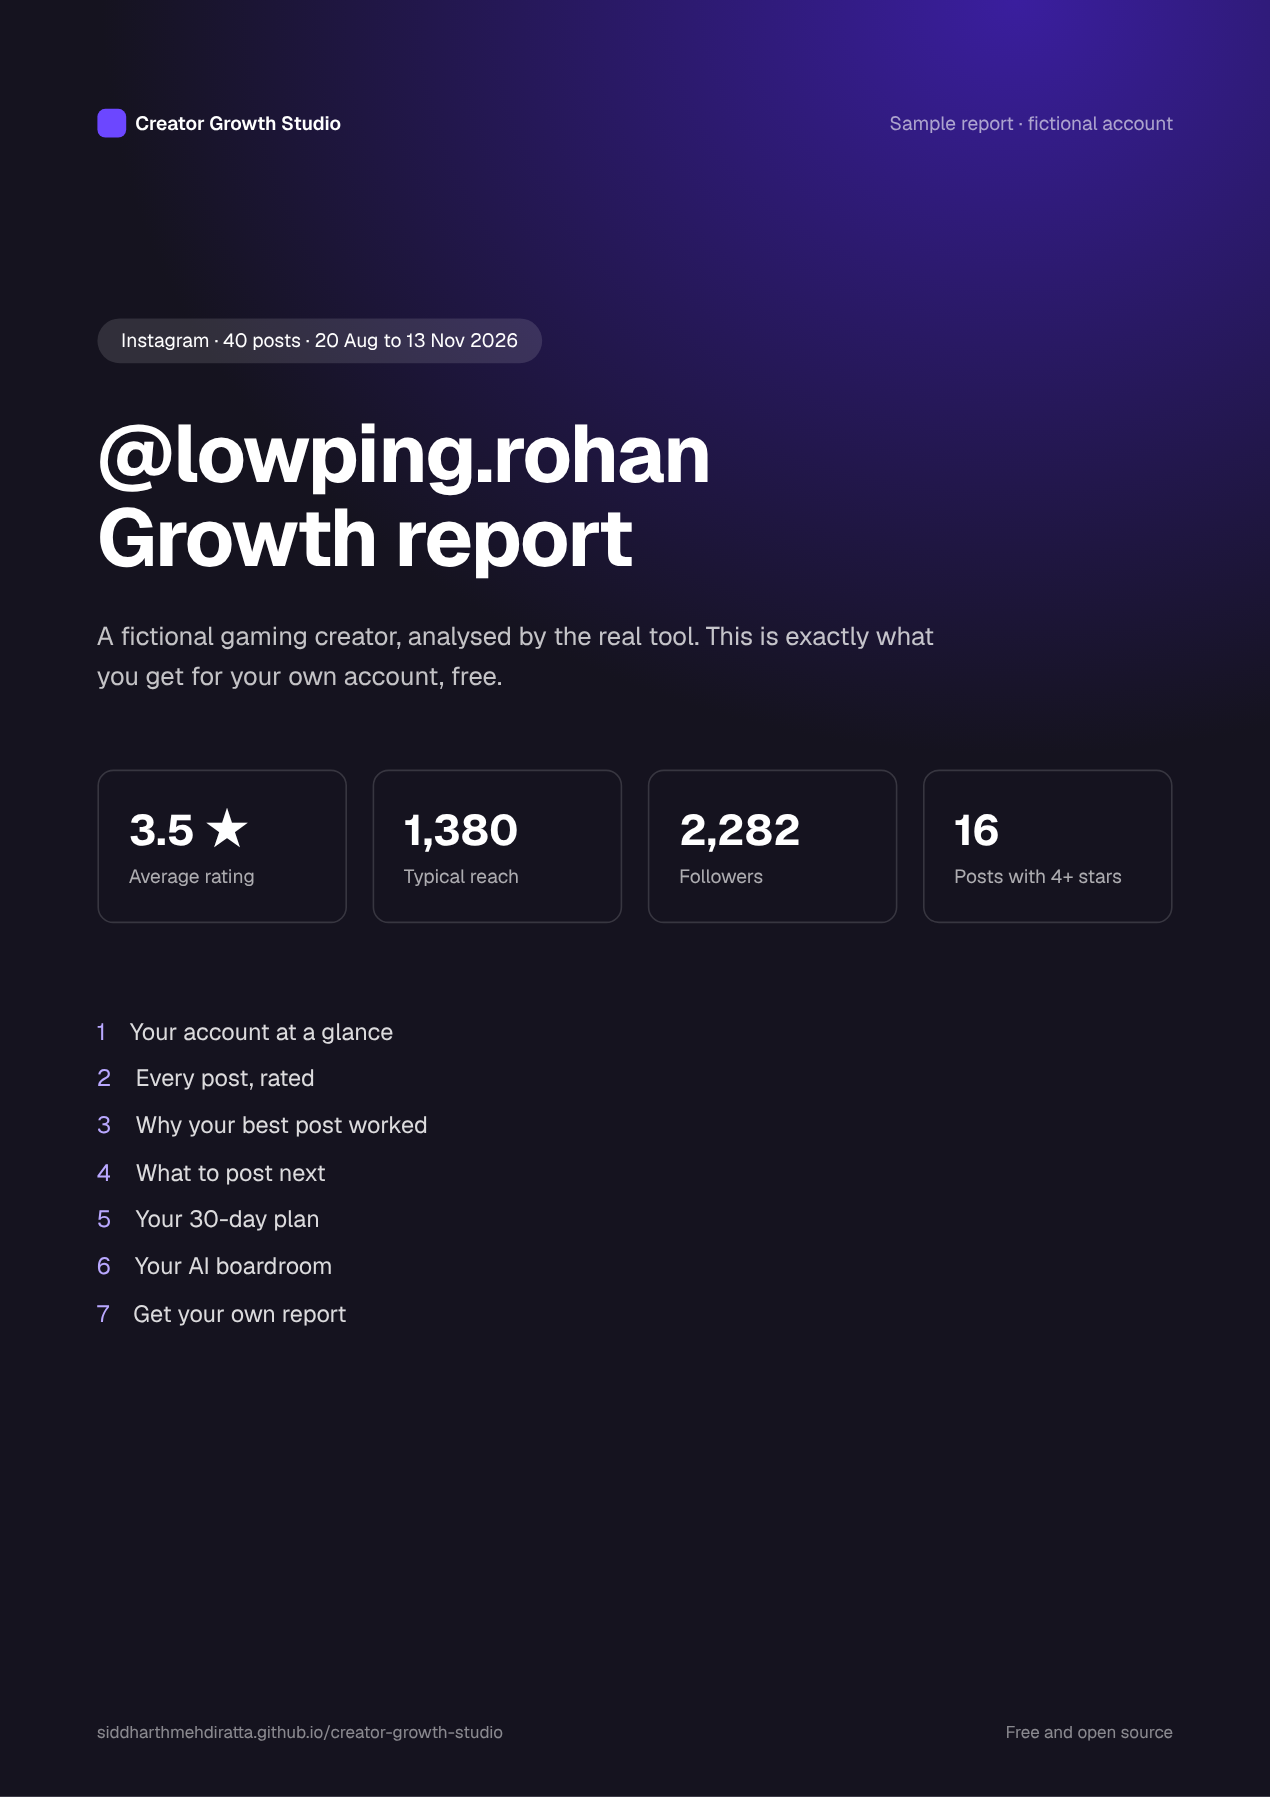 Creator Growth Studio
Sample report · fictional account
Instagram · 40 posts · 20 Aug to 13 Nov 2026
@lowping.rohan
Growth report
A fictional gaming creator, analysed by the real tool. This is exactly what
you get for your own account, free.
3.5 ★
Average rating
1,380
Typical reach
2,282
Followers
16
Posts with 4+ stars
1 Your account at a glance
2 Every post, rated
3 Why your best post worked
4 What to post next
5 Your 30-day plan
6 Your AI boardroom
7 Get your own report
siddharthmehdiratta.github.io/creator-growth-studio
Free and open source